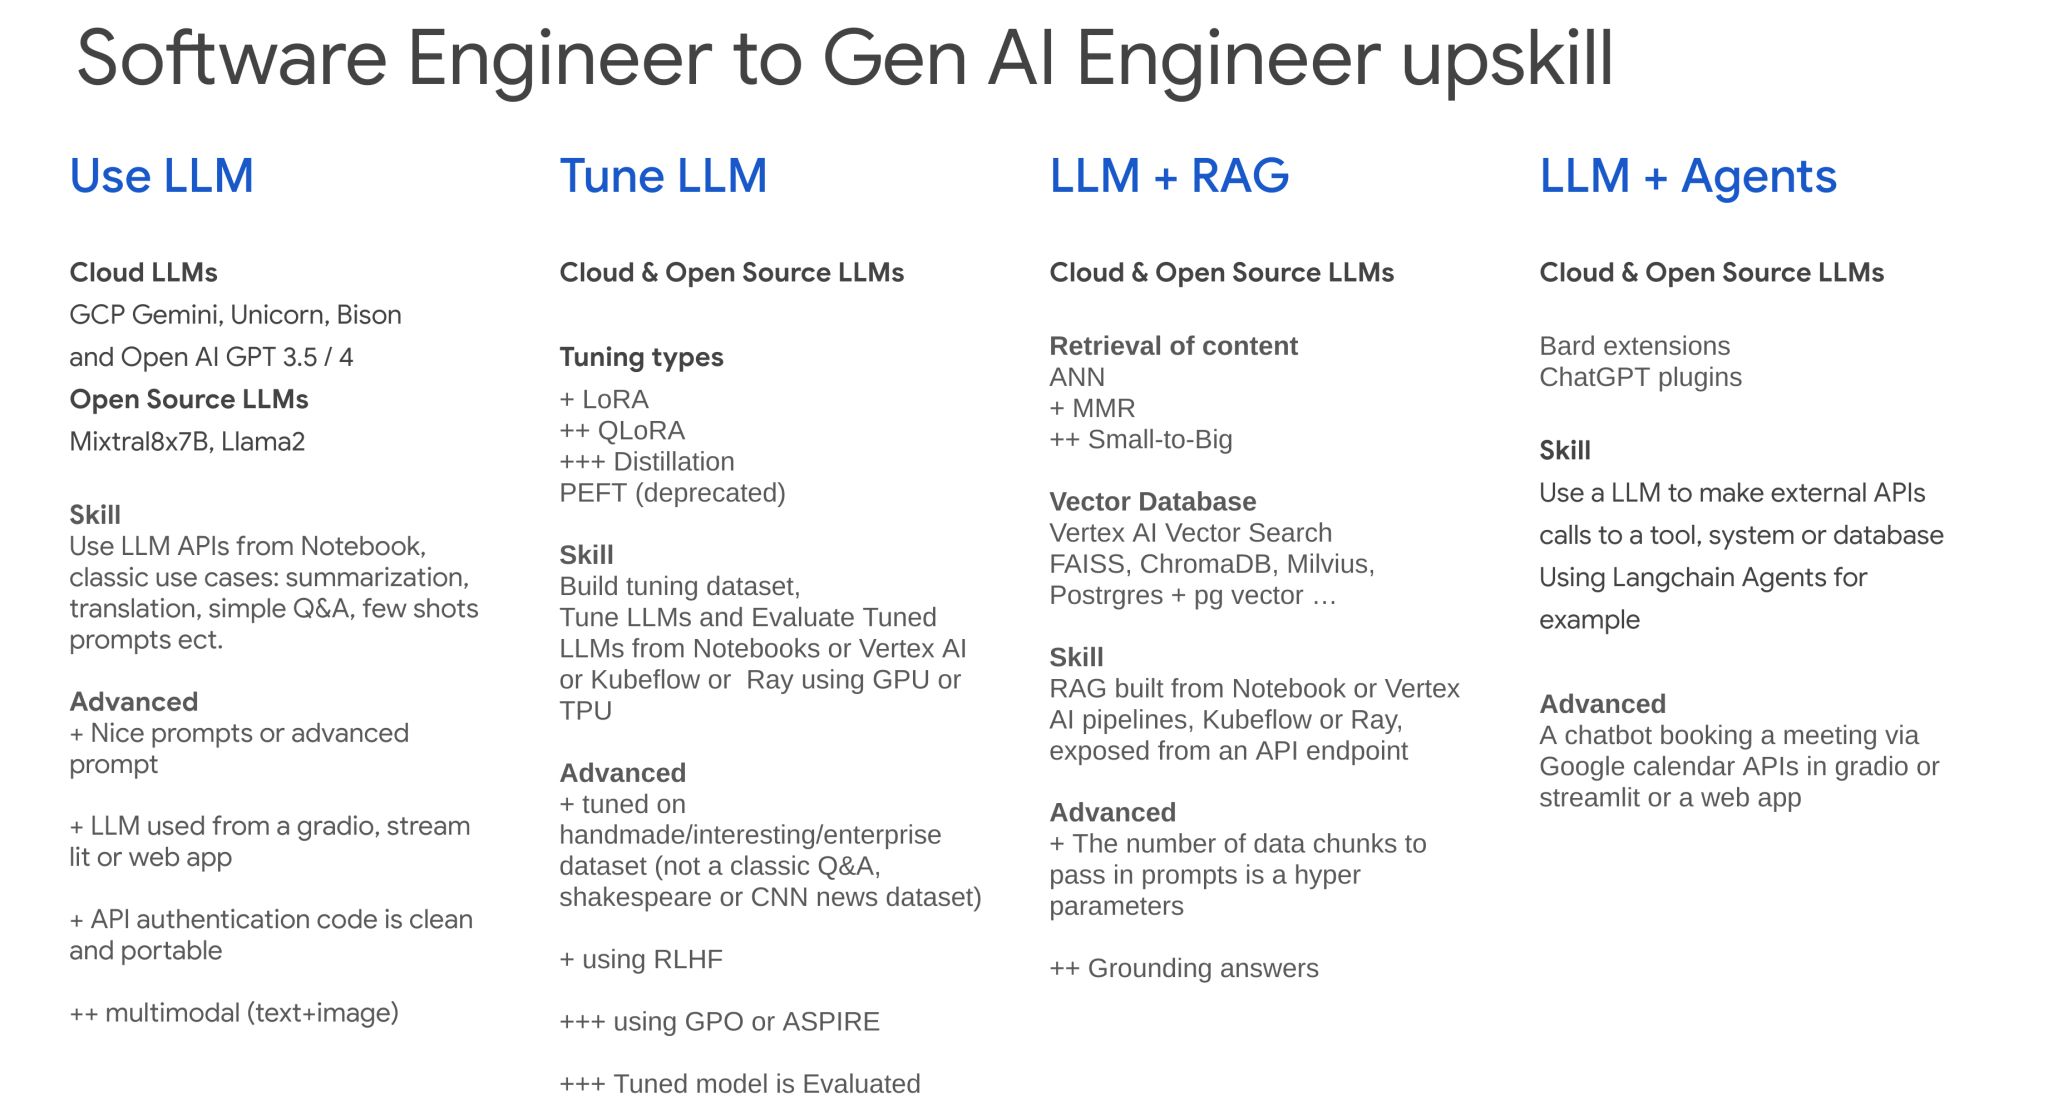 Software Engineer to Gen AI Engineer upskill
Use LLM
Cloud LLMs
GCP Gemini, Unicorn, Bison
and Open AI GPT 3.5 / 4
Open Source LLMs
Mixtral8x7B, Llama2
Skill
Use LLM APIs from Notebook,
classic use cases: summarization,
translation, simple Q&A, few shots
prompts ect.
Advanced
+ Nice prompts or advanced
prompt
+ LLM used from a gradio, stream
lit or web app
+ API authentication code is clean
and portable
++ multimodal (text+image)
Tune LLM
Cloud & Open Source LLMs
Tuning types
+ LoRA
++ QLoRA
+++ Distillation
PEFT (deprecated)
Skill
Build tuning dataset,
Tune LLMs and Evaluate Tuned
LLMs from Notebooks or Vertex AI
or Kubeflow or  Ray using GPU or
TPU
Advanced
+ tuned on
handmade/interesting/enterprise
dataset (not a classic Q&A,
shakespeare or CNN news dataset)
+ using RLHF
+++ using GPO or ASPIRE
+++ Tuned model is Evaluated
LLM + RAG
Cloud & Open Source LLMs
Retrieval of content
ANN
+ MMR
++ Small-to-Big
Vector Database
Vertex AI Vector Search
FAISS, ChromaDB, Milvius,
Postrgres + pg vector …
Skill
RAG built from Notebook or Vertex
AI pipelines, Kubeflow or Ray,
exposed from an API endpoint
Advanced
+ The number of data chunks to
pass in prompts is a hyper
parameters
++ Grounding answers
LLM + Agents
Cloud & Open Source LLMs
Bard extensions
ChatGPT plugins
Skill
Use a LLM to make external APIs
calls to a tool, system or database
Using Langchain Agents for
example
Advanced
A chatbot booking a meeting via
Google calendar APIs in gradio or
streamlit or a web app